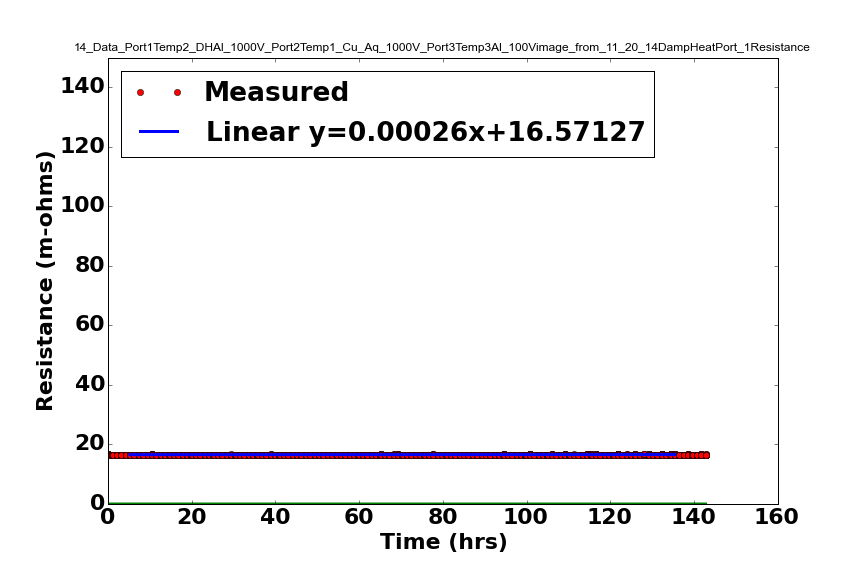 14_Data_Port1Temp2_DHAl_1000V_Port2Temp1_Cu_Aq_1000V_Port3Temp3Al_100Vimage_from_11_20_14DampHeatPort_1Resistance
Measured
Linear y=0.00026x+16.57127
140
120
100
80
60
40
20
0
Resistance (m-ohms)
0 20 40 60 80 100 120 140 160
Time (hrs)